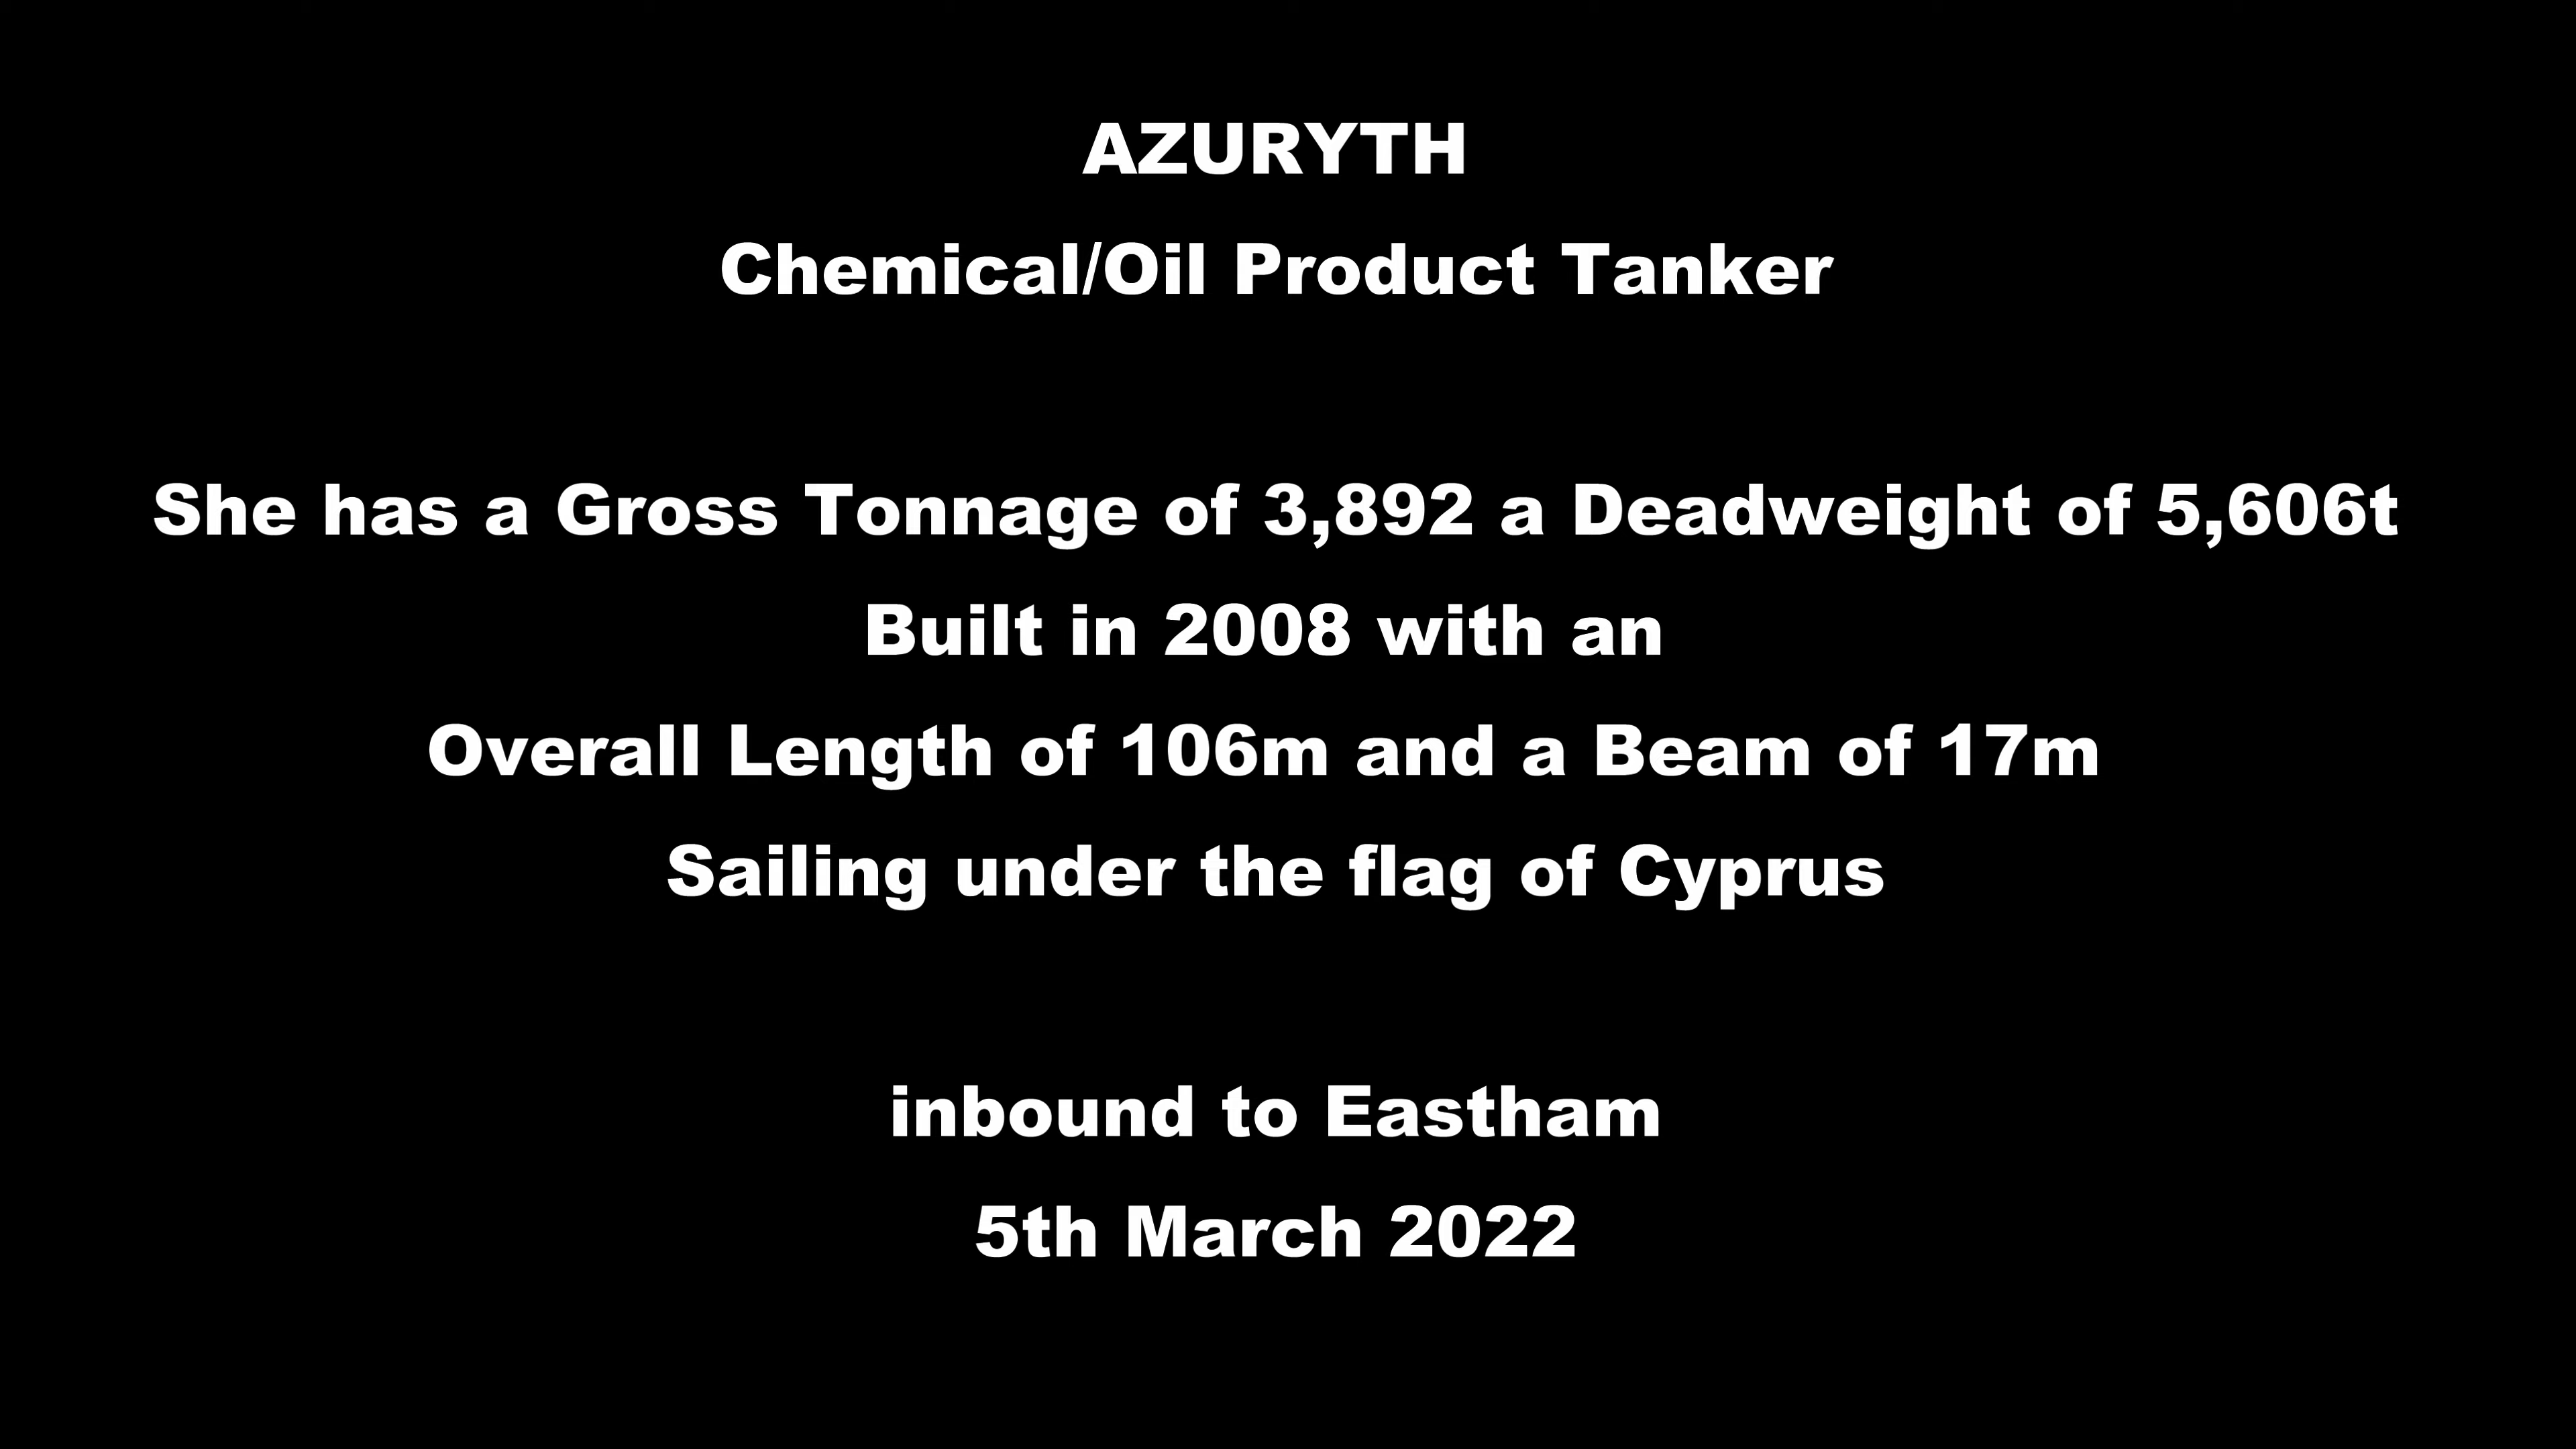 AZURYTH
Chemical/Oil Product Tanker
She has a Gross Tonnage of 3,892 a Deadweight of 5,606t
Built in 2008 with an
Overall Length of 106m and a Beam of 17m
Sailing under the flag of Cyprus
inbound to Eastham
5th March 2022